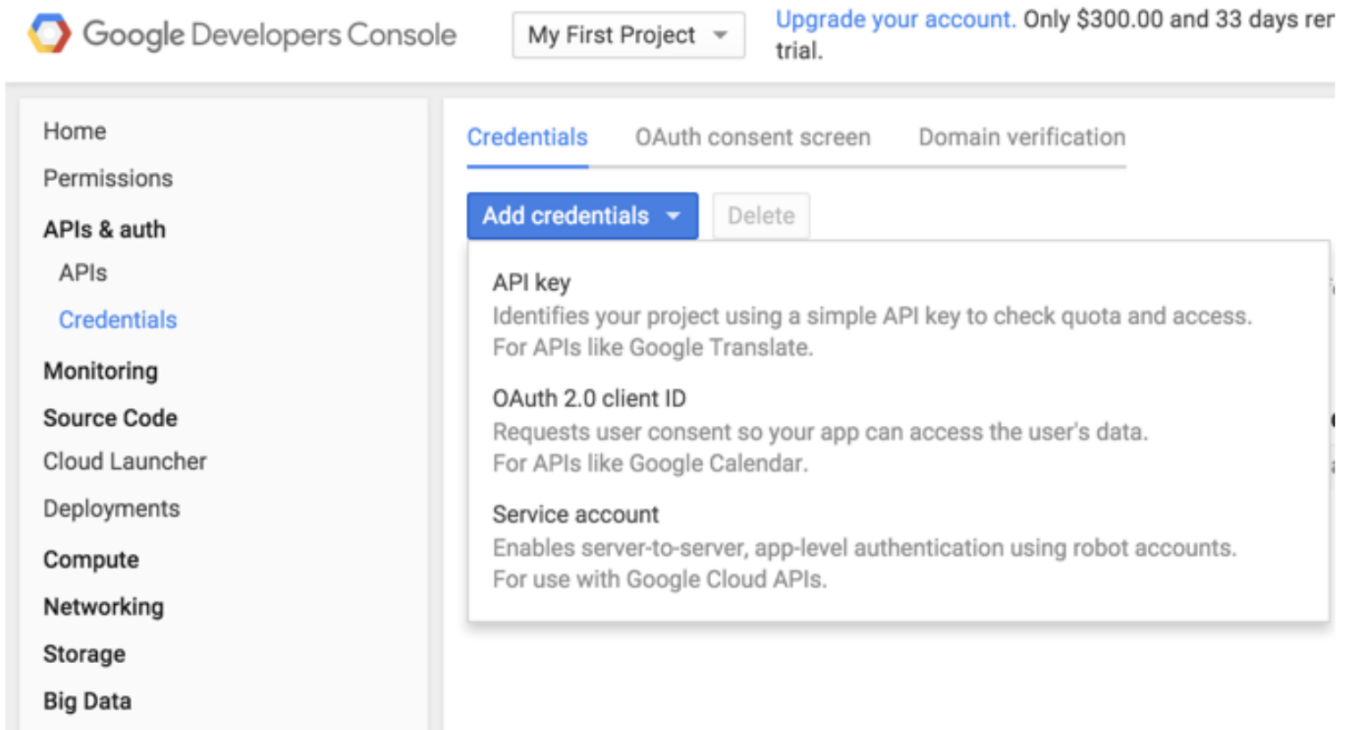 Google Developers Console
My First Project
Upgrade your account. Only $300.00 and 33 days
trial.
Home
Permissions
APIs & auth
APIs
Credentials
Monitoring
Source Code
Cloud Launcher
Deployments
Compute
Networking
Storage
Big Data
Credentials OAuth consent screen Domain verification
Add credentials Delete
API key
Identifies your project using a simple API key to check quota and access.
For APIs like Google Translate.
OAuth 2.0 client ID
Requests user consent so your app can access the user's data.
For APIs like Google Calendar.
Service account
Enables server-to-server, app-level authentication using robot accounts.
For use with Google Cloud APIs.